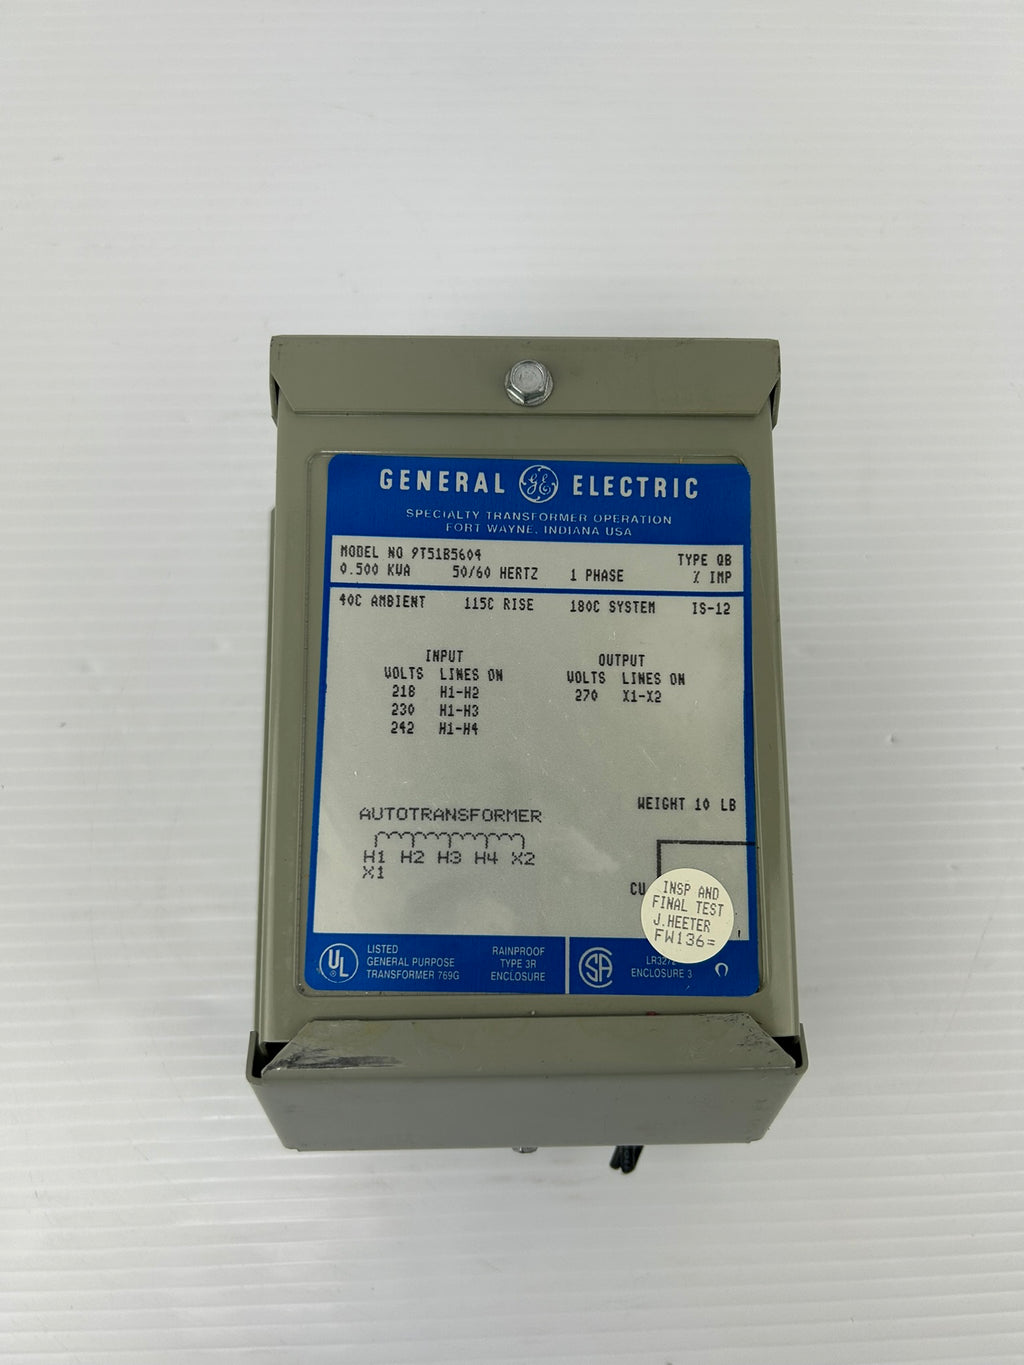 GENERAL GE ELECTRIC
SPECIALTY TRANSFORMER OPERATION
FORT WAYNE, INDIANA USA
MODEL NO 9T51B5604 TYPE QB
0.500 KVA 50/60 HERTZ 1 PHASE % IMP
40C AMBIENT 115C RISE 180C SYSTEM IS-12
INPUT OUTPUT
VOLTS LINES ON VOLTS LINES ON
218 H1-H2 270 X1-X2
230 H1-H3
242 H1-H4
WEIGHT 10 LB
AUTOTRANSFORMER
H1 H2 H3 H4 X2
X1
CU
INSP AND
FINAL TEST
J.HEETER
FW136=
UL
LISTED
GENERAL PURPOSE
TRANSFORMER 769G
RAINPROOF
TYPE 3R
ENCLOSURE
SA
ENCLOSURE 3